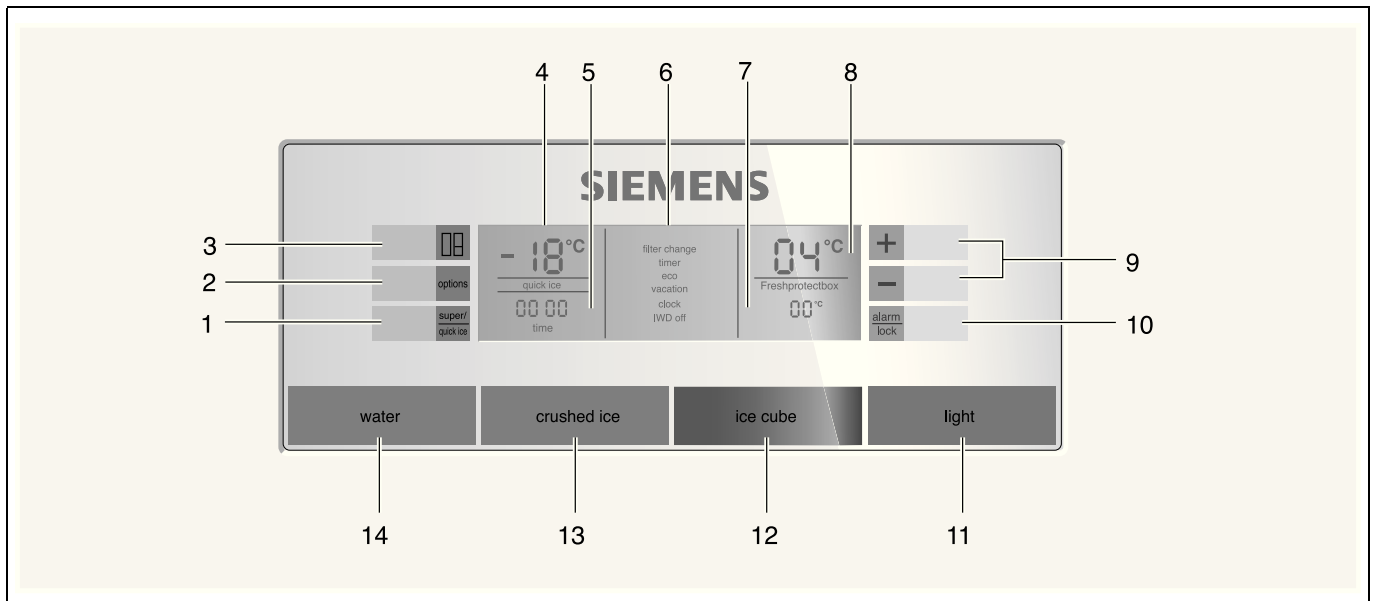 4 5 6 7 8
SIEMENS
3
-18°C
quick ice
00 00
time
filter change
timer
eco
vacation
clock
IWD off
04°C
Freshprotectbox
00°C
+
9
2 options
−
1 super/
quick ice
alarm
lock
10
water crushed ice ice cube light
14 13 12 11